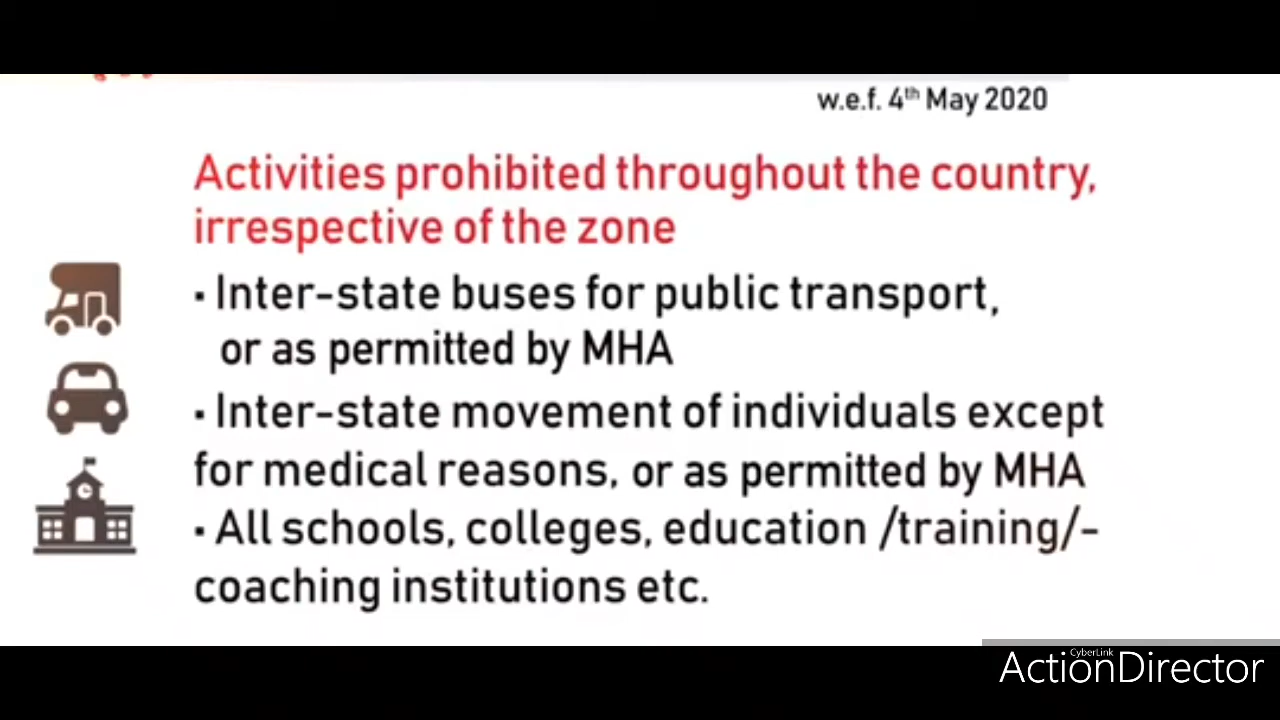 w.e.f. 4th May 2020
Activities prohibited throughout the country,
irrespective of the zone
▪ Inter-state buses for public transport,
or as permitted by MHA
▪ Inter-state movement of individuals except
for medical reasons, or as permitted by MHA
▪ All schools, colleges, education /training/-
coaching institutions etc.
CyberLink
ActionDirector